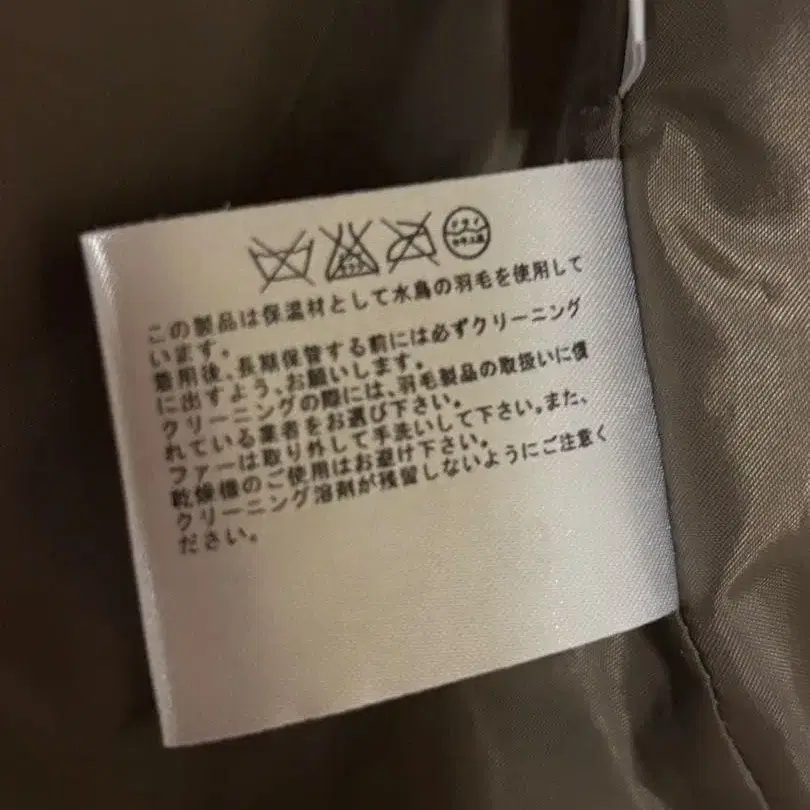 この製品は保温材として水鳥の羽毛を使用して
います。
着用後、長期保管する前には必ずクリーニング
に出すよう、お願いします。
クリーニングの際には、羽毛製品の取扱いに慣
れている業者をお選び下さい。
ファーは取り外して手洗いして下さい。また、
乾燥機のご使用はお避け下さい。
クリーニング溶剤が残留しないようにご注意く
ださい。